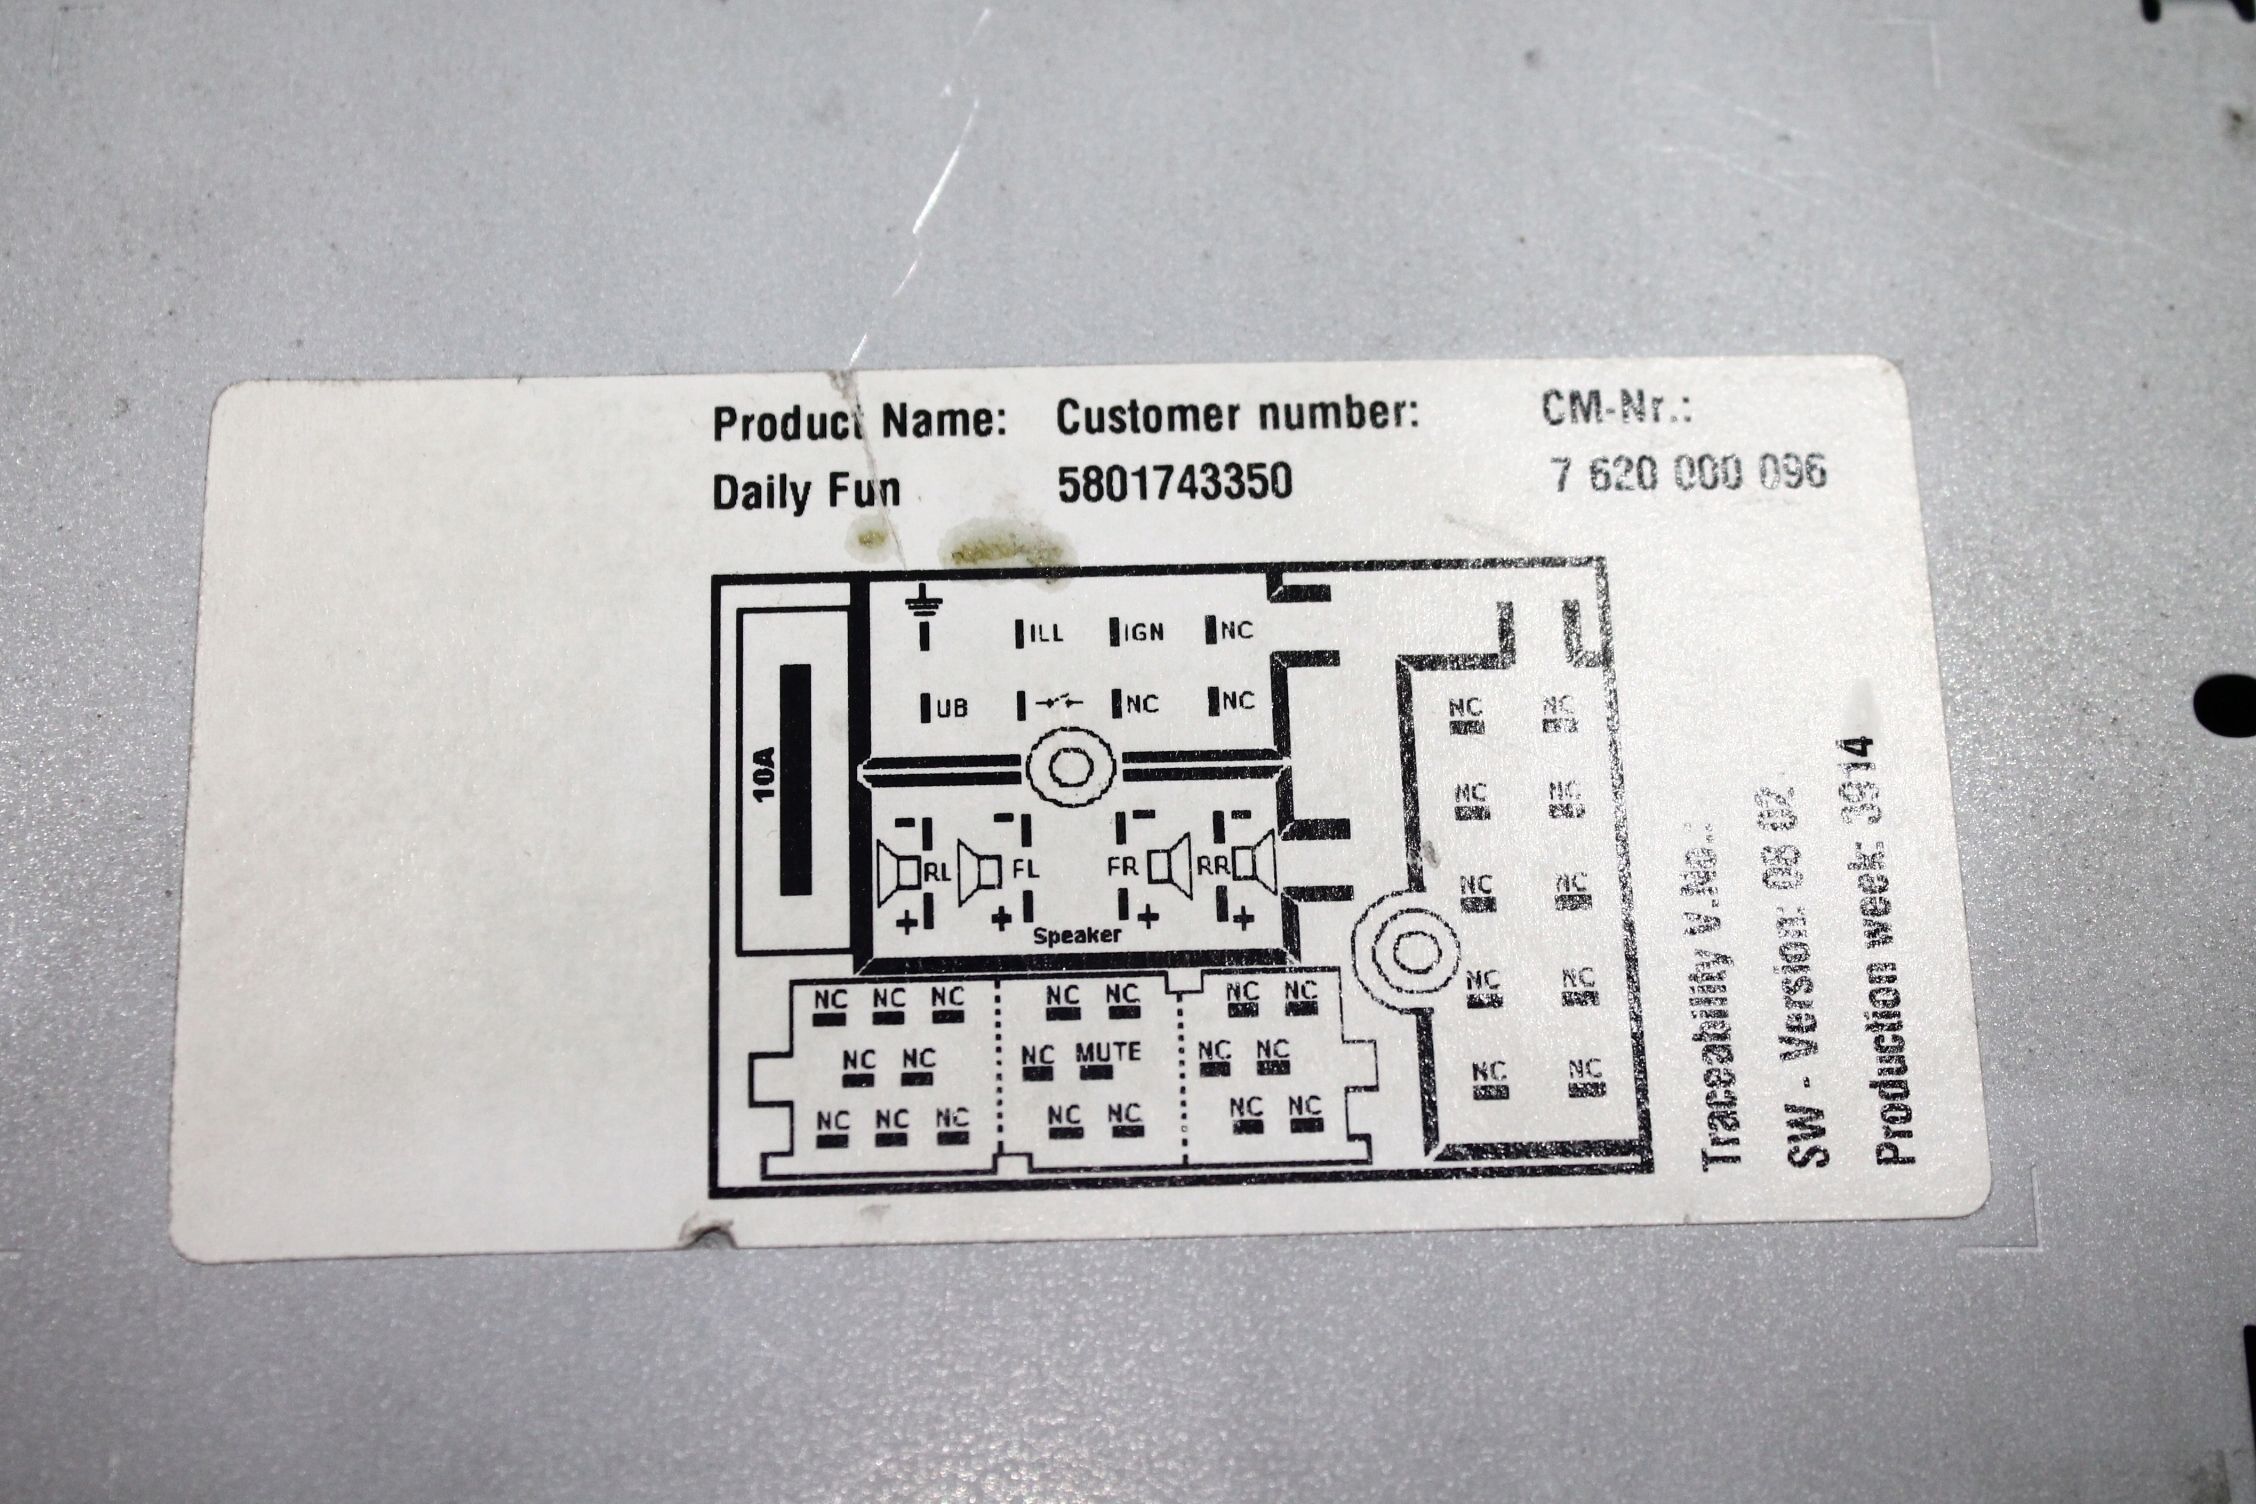 Product Name: Customer number: CM-Nr.:
Daily Fun 5801743350 7 620 000 096
ILL IGN NC
UB NC NC
10A
RL FL FR RR
Speaker
NC NC
NC NC
NC NC
NC NC
NC NC
NC NC NC NC NC NC NC
NC NC NC MUTE NC NC
NC NC NC NC NC NC NC
Traceability W.No.:
SW - Version: 08 02
Production week: 3914